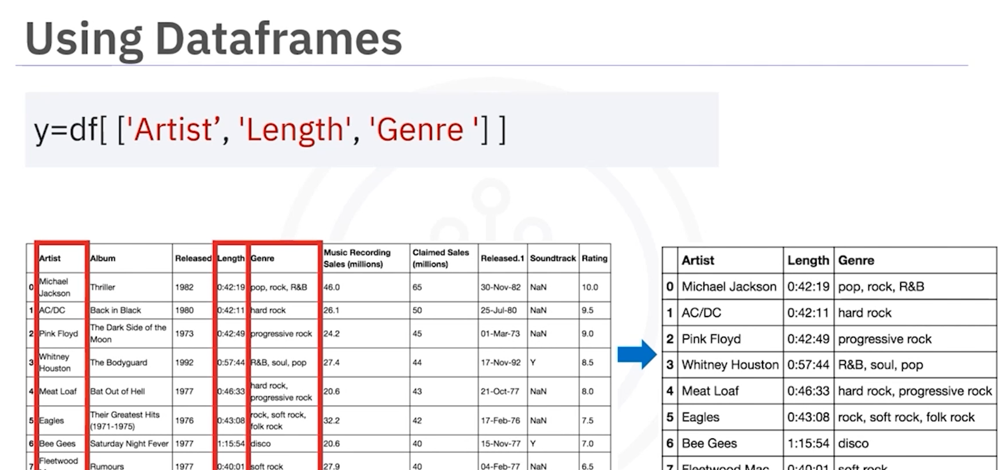 Using Dataframes
y=df[ ['Artist’, 'Length', 'Genre '] ]
Artist Album Released Length Genre Music Recording Sales (millions) Claimed Sales (millions) Released.1 Soundtrack Rating
0 Michael Jackson Thriller 1982 0:42:19 pop, rock, R&B 46.0 65 30-Nov-82 NaN 10.0
1 AC/DC Back in Black 1980 0:42:11 hard rock 26.1 50 25-Jul-80 NaN 9.5
2 Pink Floyd The Dark Side of the Moon 1973 0:42:49 progressive rock 24.2 45 01-Mar-73 NaN 9.0
3 Whitney Houston The Bodyguard 1992 0:57:44 R&B, soul, pop 27.4 44 17-Nov-92 Y 8.5
4 Meat Loaf Bat Out of Hell 1977 0:46:33 hard rock, progressive rock 20.6 43 21-Oct-77 NaN 8.0
5 Eagles Their Greatest Hits (1971-1975) 1976 0:43:08 rock, soft rock, folk rock 32.2 42 17-Feb-76 NaN 7.5
6 Bee Gees Saturday Night Fever 1977 1:15:54 disco 20.6 40 15-Nov-77 Y 7.0
7 Fleetwood Rumours 1977 0:40:01 soft rock 27.9 40 04-Feb-77 NaN 6.5
Artist Length Genre
0 Michael Jackson 0:42:19 pop, rock, R&B
1 AC/DC 0:42:11 hard rock
2 Pink Floyd 0:42:49 progressive rock
3 Whitney Houston 0:57:44 R&B, soul, pop
4 Meat Loaf 0:46:33 hard rock, progressive rock
5 Eagles 0:43:08 rock, soft rock, folk rock
6 Bee Gees 1:15:54 disco
7 Fleetwood Mac 0:40:01 soft rock